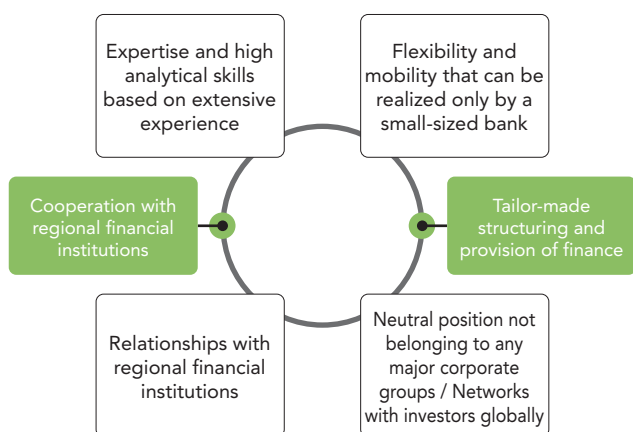 Expertise and high
analytical skills
based on extensive
experience
Flexibility and
mobility that can be
realized only by a
small-sized bank
Cooperation with
regional financial
institutions
Tailor-made
structuring and
provision of finance
Relationships with
regional financial
institutions
Neutral position not
belonging to any
major corporate
groups / Networks
with investors globally